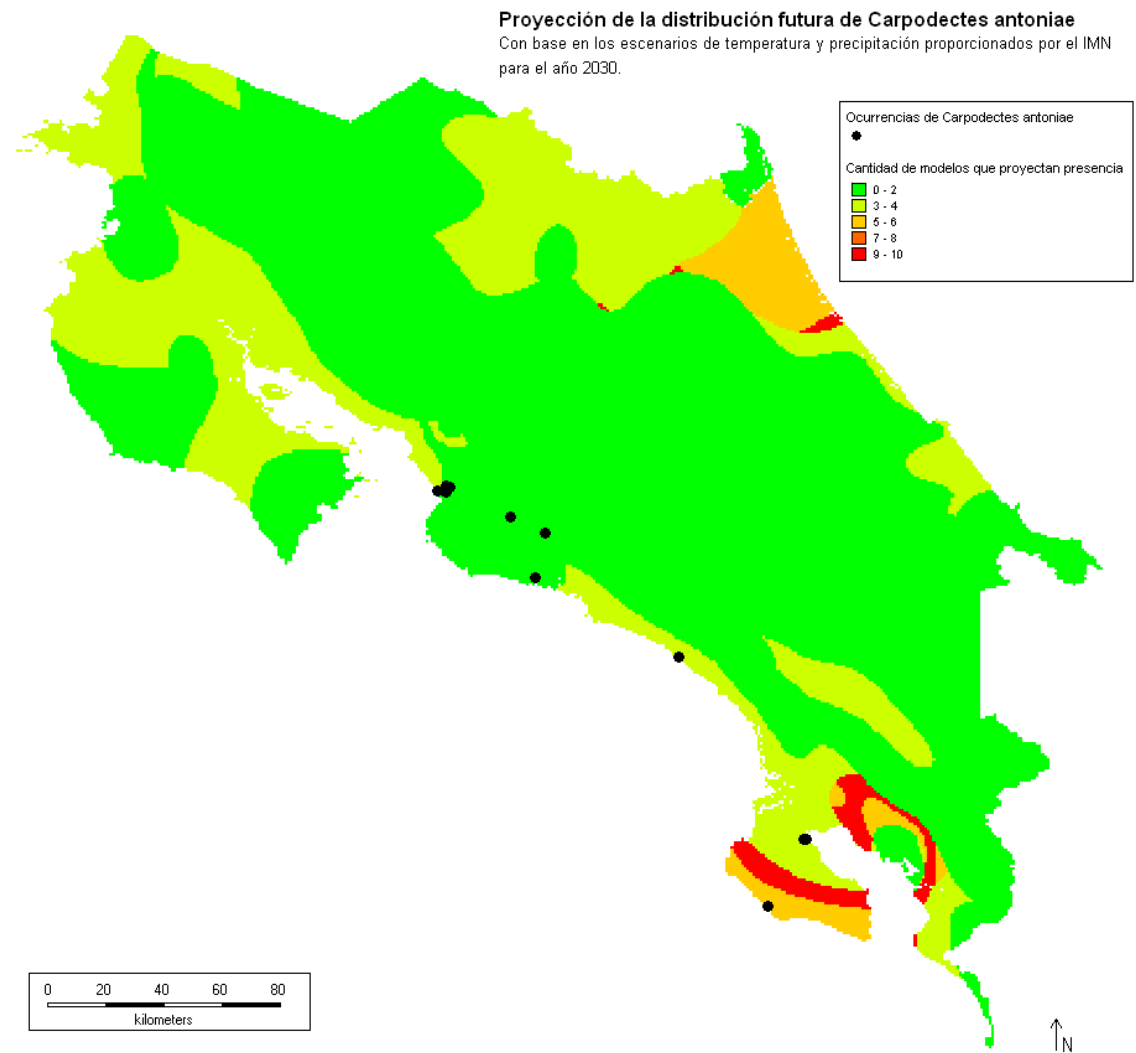 Proyección de la distribución futura de Carpodectes antoniae
Con base en los escenarios de temperatura y precipitación proporcionados por el IMN
para el año 2030.
Ocurrencias de Carpodectes antoniae
Cantidad de modelos que proyectan presencia
0 - 2
3 - 4
5 - 6
7 - 8
9 - 10
0 20 40 60 80
kilometers
N